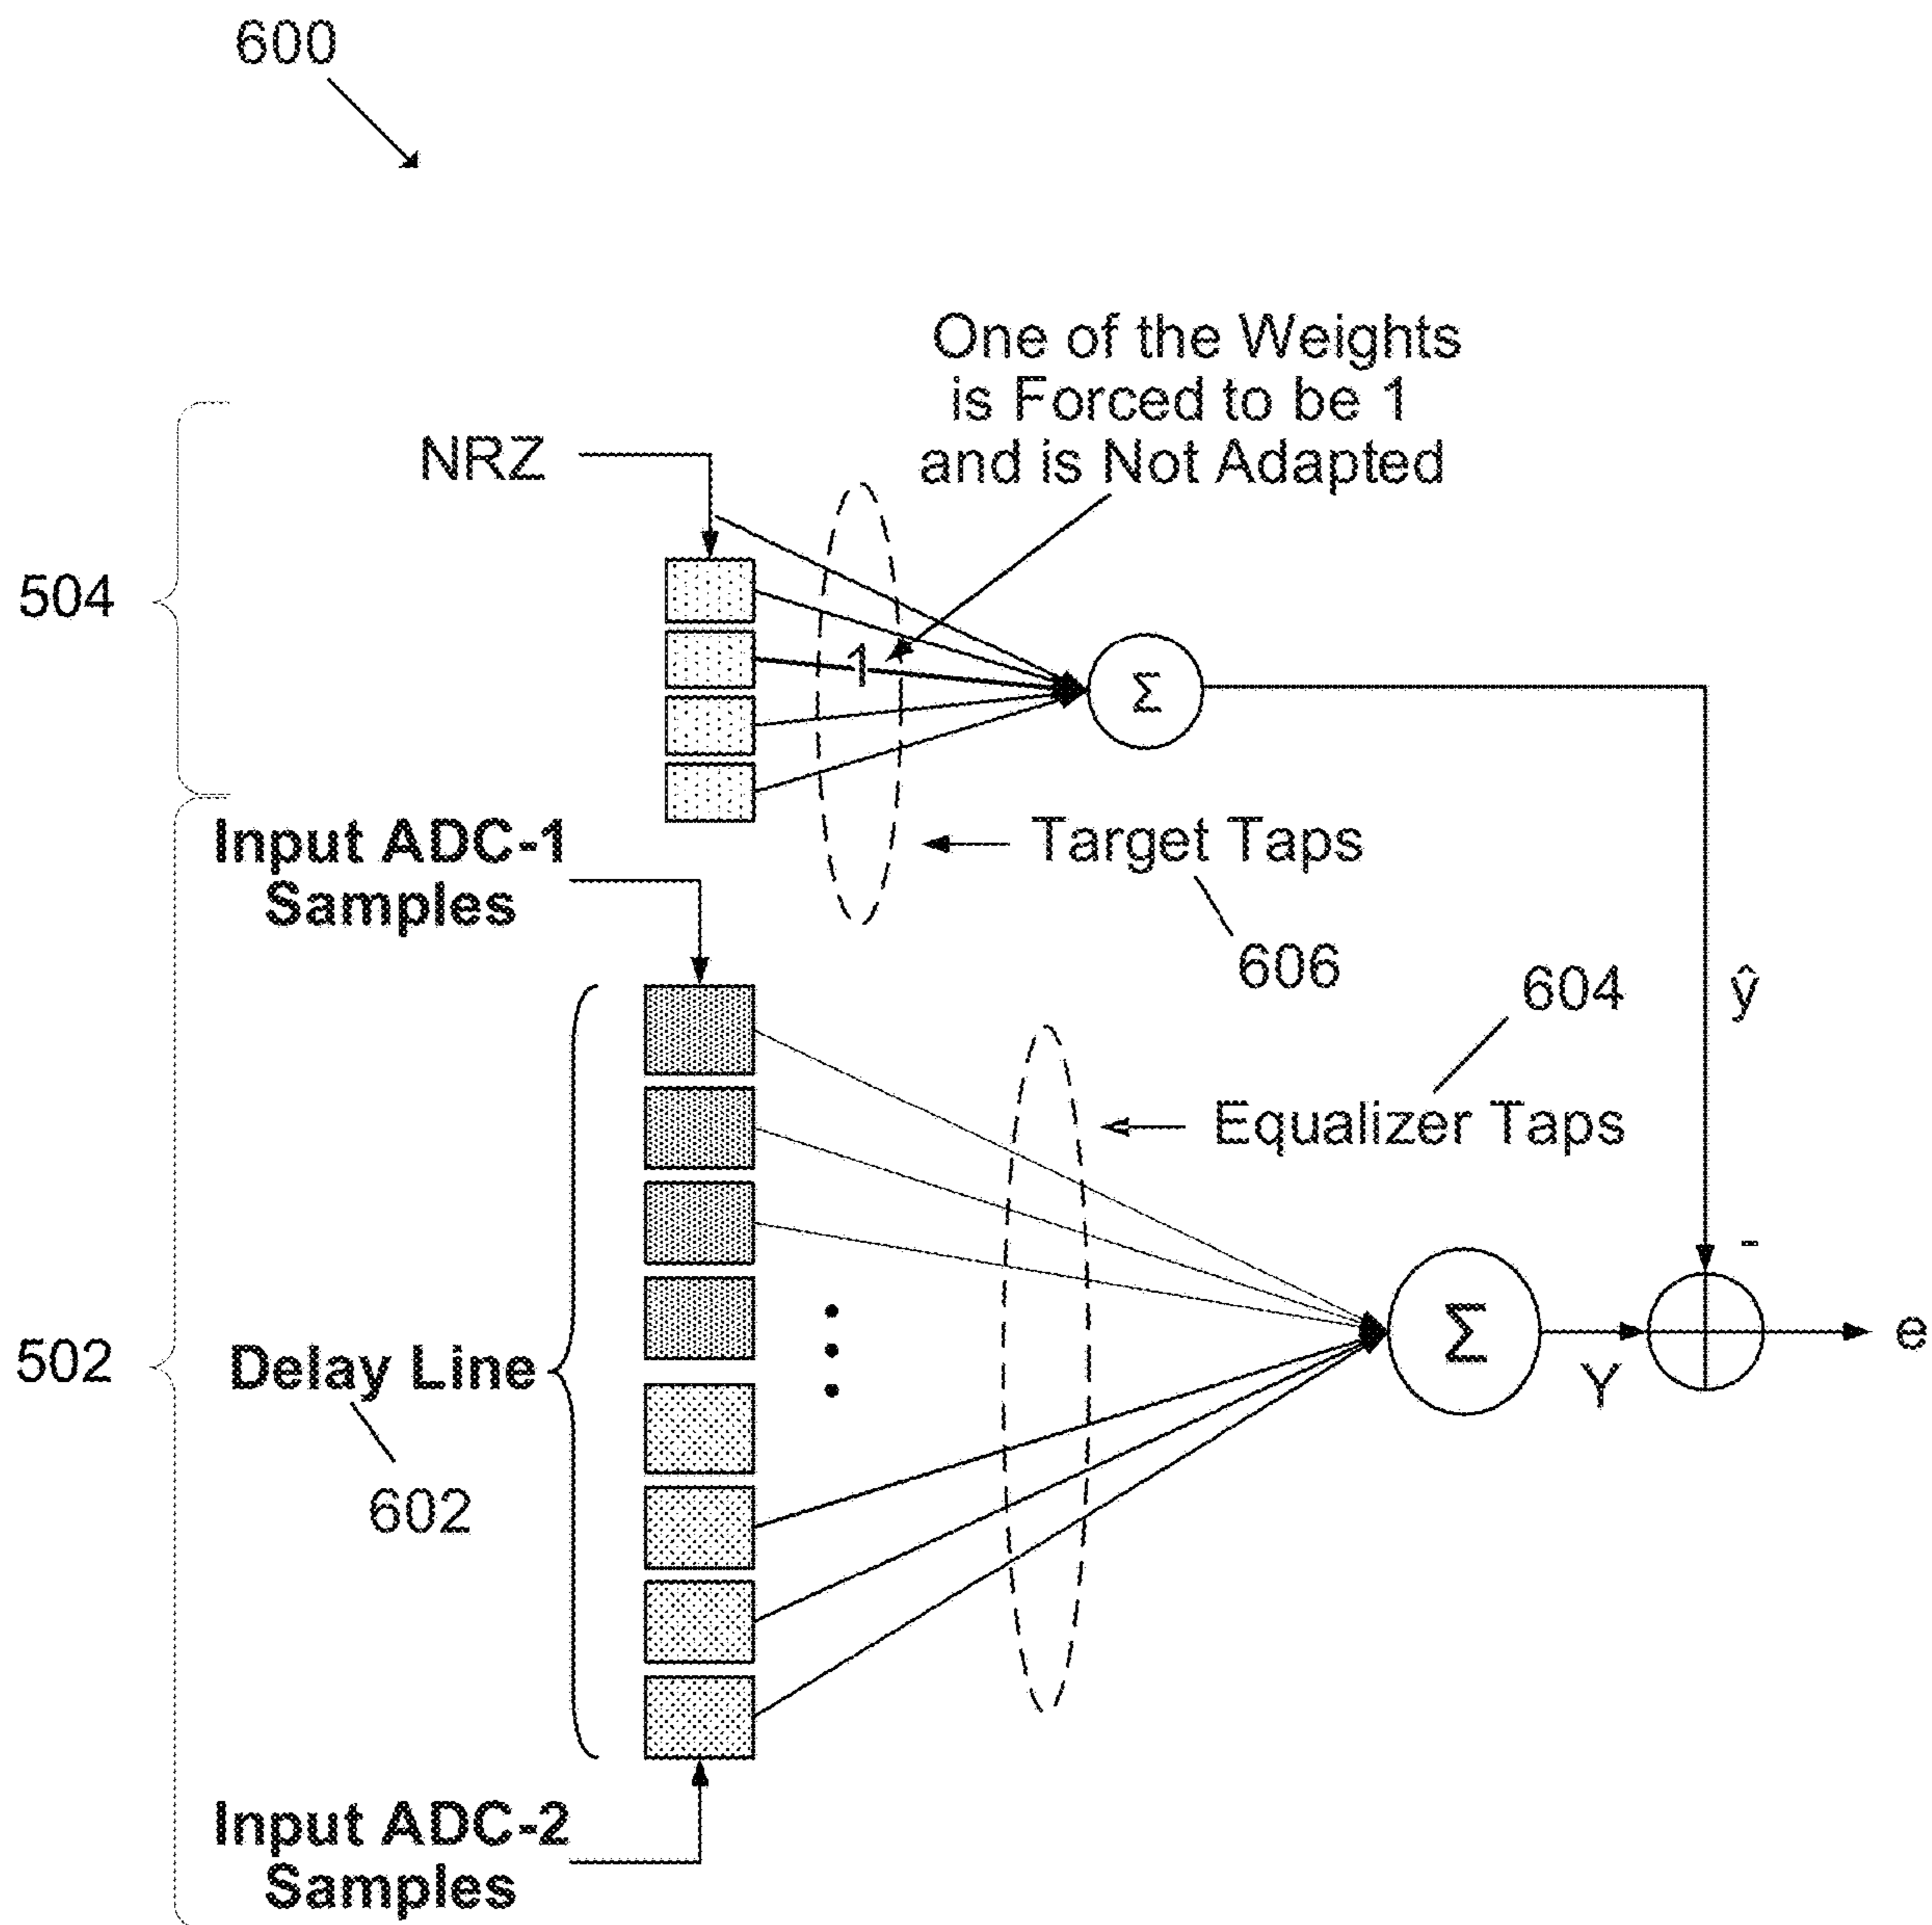 600
One of the Weights
is Forced to be 1
and is Not Adapted
NRZ
504
1
Σ
Input ADC-1
Samples
Target Taps
606
604
ŷ
Equalizer Taps
-
Σ
Y
e
502
Delay Line
602
Input ADC-2
Samples